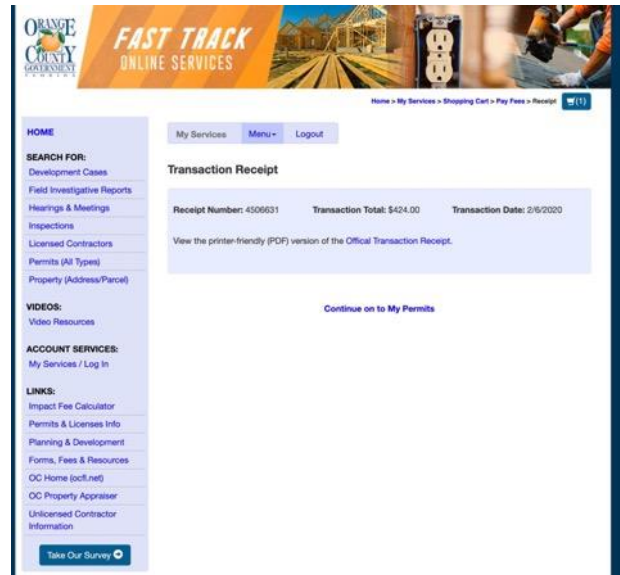 ORANGE
COUNTY
GOVERNMENT
FLORIDA
FAST TRACK
ONLINE SERVICES
Home > My Services > Shopping Cart > Pay Fees > Receipt
(1)
HOME
SEARCH FOR:
Development Cases
Field Investigative Reports
Hearings & Meetings
Inspections
Licensed Contractors
Permits (All Types)
Property (Address/Parcel)
VIDEOS:
Video Resources
ACCOUNT SERVICES:
My Services / Log In
LINKS:
Impact Fee Calculator
Permits & Licenses Info
Planning & Development
Forms, Fees & Resources
OC Home (ocfl.net)
OC Property Appraiser
Unlicensed Contractor
Information
Take Our Survey
My Services Menu Logout
Transaction Receipt
Receipt Number: 4506631 Transaction Total: $424.00 Transaction Date: 2/6/2020
View the printer-friendly (PDF) version of the Offical Transaction Receipt.
Continue on to My Permits